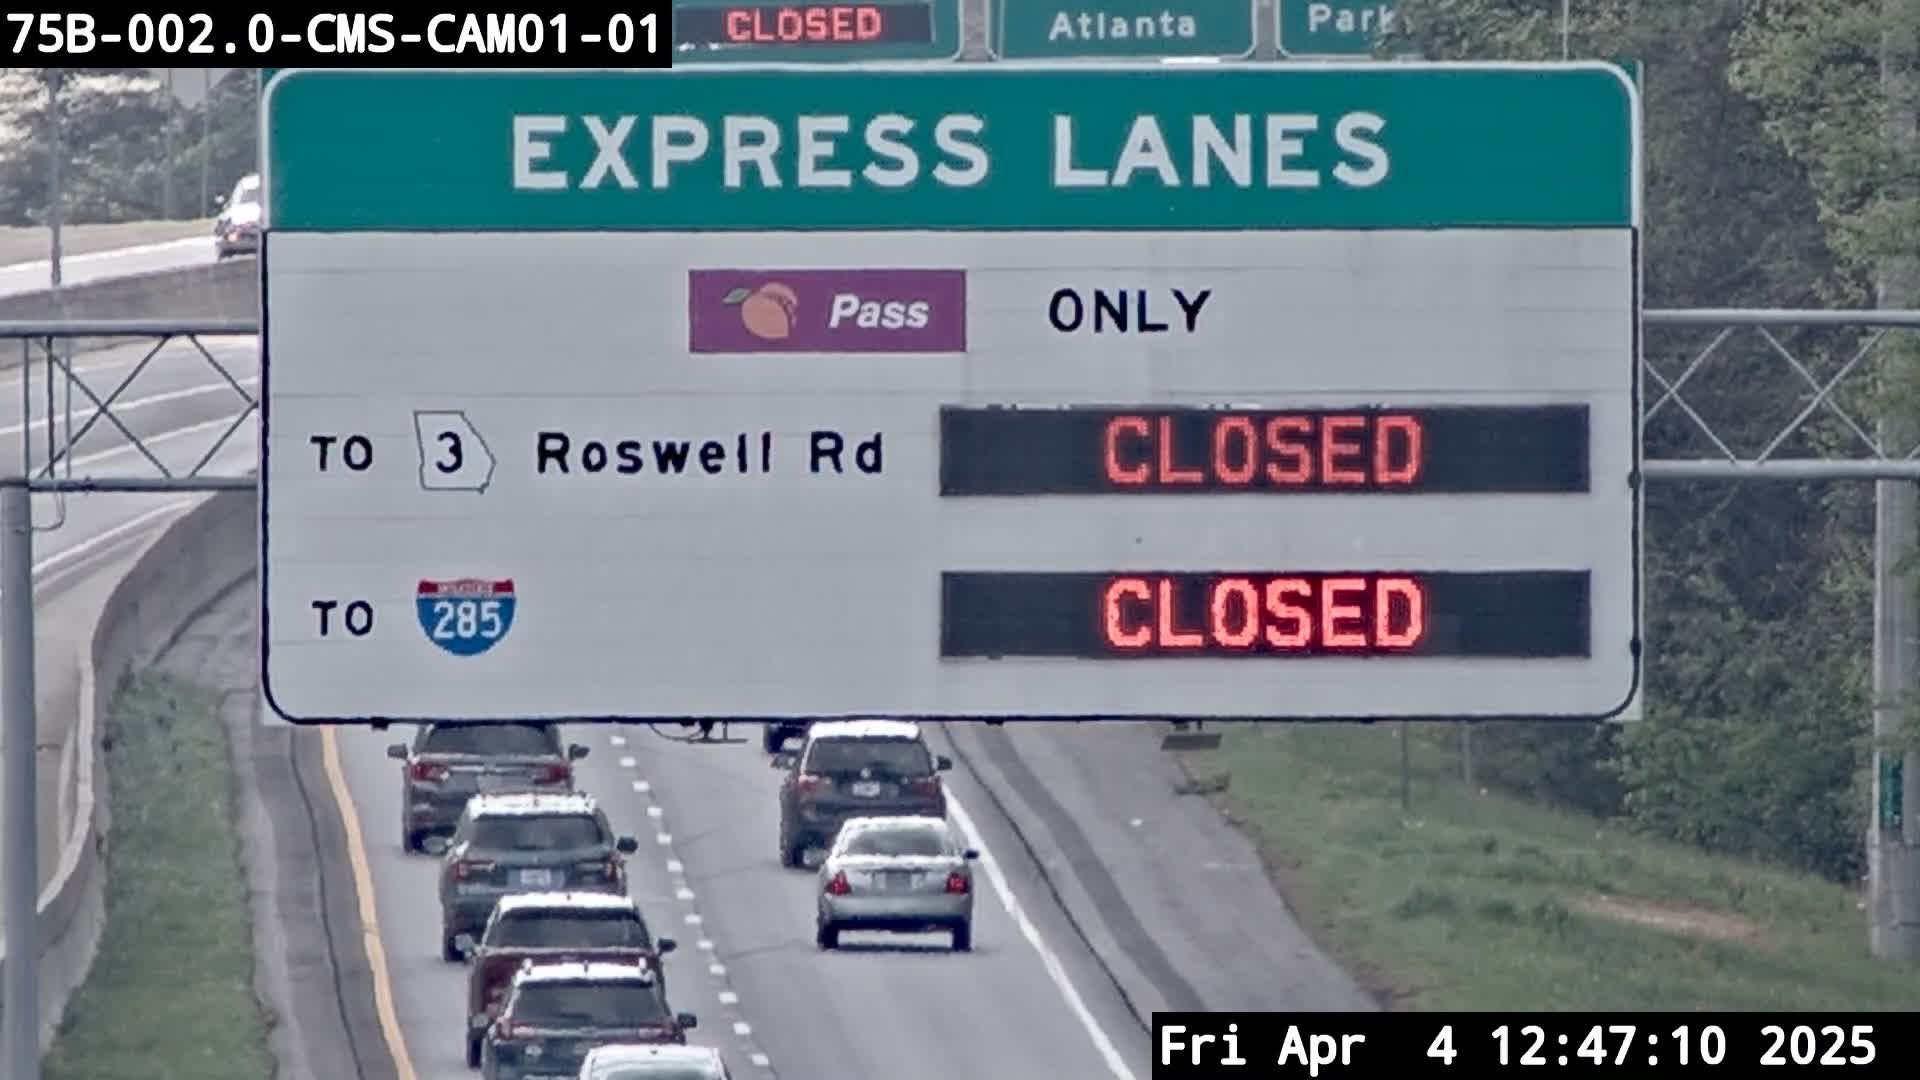 75B-002.0-CMS-CAM01-01
CLOSED
Atlanta
Park
EXPRESS LANES
Pass ONLY
TO 3 Roswell Rd CLOSED
TO 285 CLOSED
Fri Apr 4 12:47:10 2025